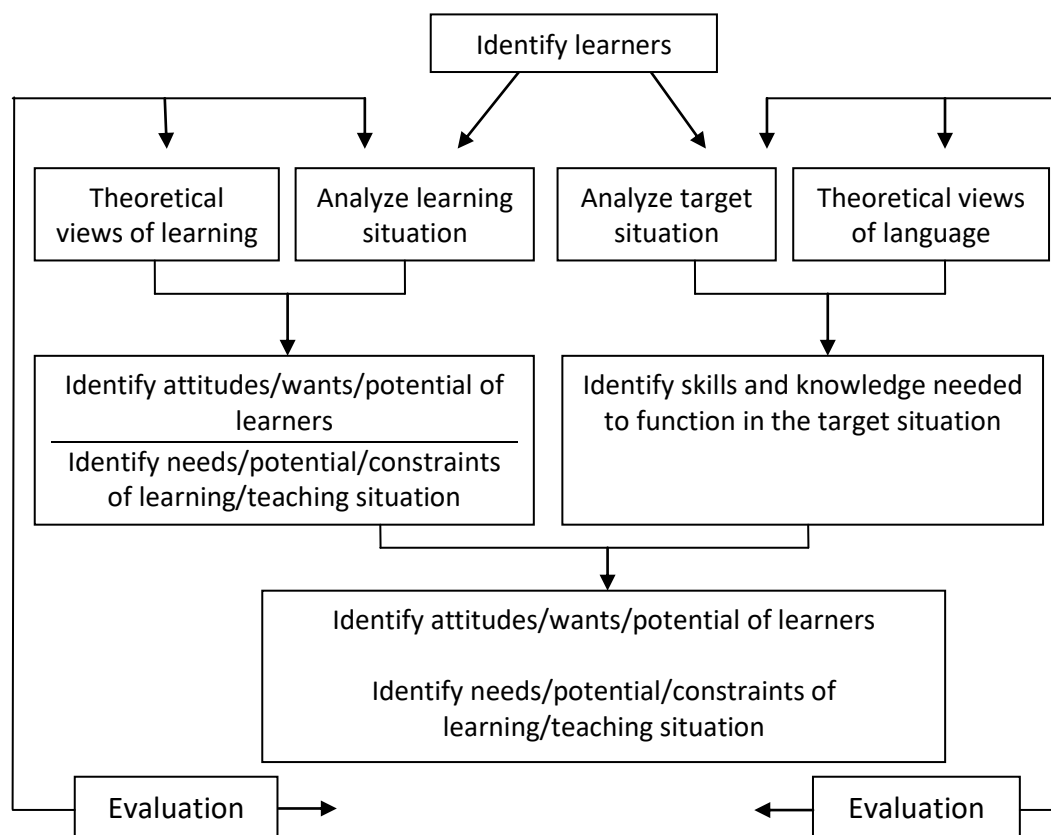 Identify learners
Theoretical
views of learning
Analyze learning
situation
Analyze target
situation
Theoretical views
of language
Identify attitudes/wants/potential of
learners
Identify needs/potential/constraints
of learning/teaching situation
Identify skills and knowledge needed
to function in the target situation
Identify attitudes/wants/potential of learners
Identify needs/potential/constraints of
learning/teaching situation
Evaluation
Evaluation